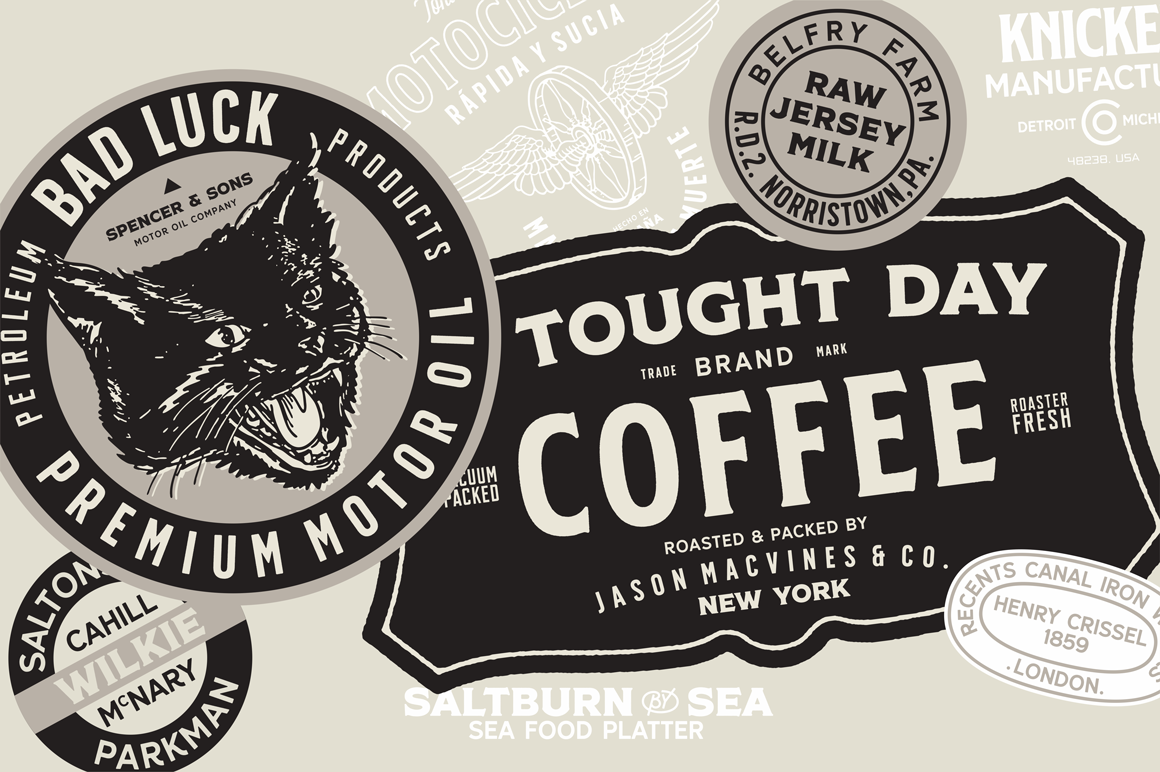 BAD LUCK
PRODUCTS
SPENCER & SONS
MOTOR OIL COMPANY
PETROLEUM
OIL
PREMIUM MOTOR
RÁPIDA Y SUCIA
HECHO EN
BELFRY FARM
RAW
JERSEY
MILK
R.D.2. NORRISTOWN,PA.
MANUFACTU
DETROIT
48238. USA
TOUGHT DAY
TRADE BRAND MARK
COFFEE
ROASTER
FRESH
PACKED
ROASTED & PACKED BY
JASON MACVINES & CO.
NEW YORK
SALTON
CAHILL
WILKIE
McNARY
PARKMAN
RECENTS CANAL IRON
HENRY CRISSEL
1859
.LONDON.
SALTBURN BY SEA
SEA FOOD PLATTER